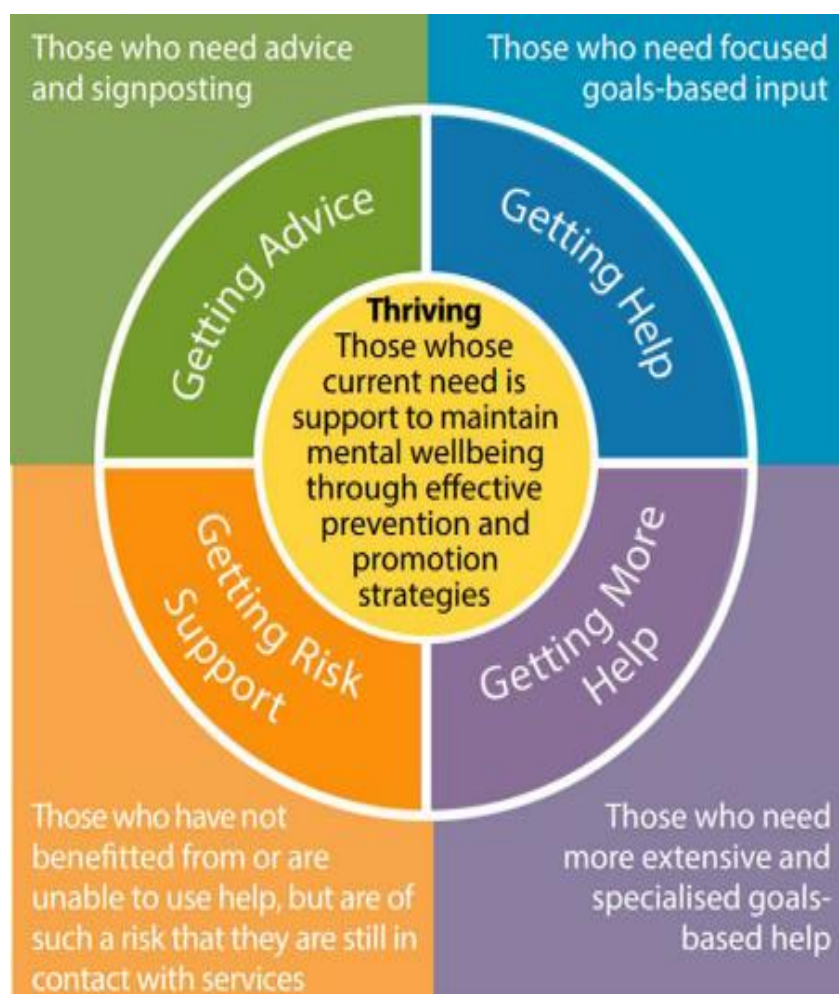 Those who need advice
and signposting
Those who need focused
goals-based input
Getting Advice
Getting Help
Thriving
Those whose
current need is
support to maintain
mental wellbeing
through effective
prevention and
promotion
strategies
Getting Risk
Support
Getting More
Help
Those who have not
benefitted from or are
unable to use help, but are of
such a risk that they are still in
contact with services
Those who need
more extensive and
specialised goals-
based help